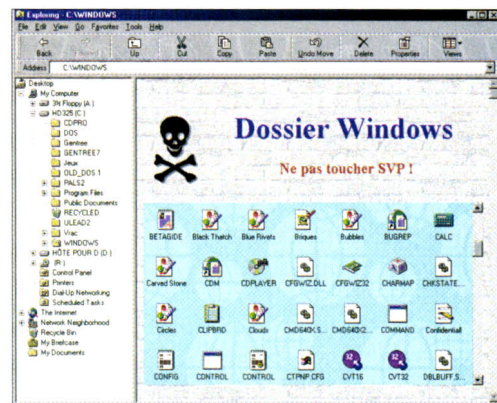 Exploring - C:\WINDOWS
File Edit View Go Favorites Tools Help
Back Up Cut Copy Paste Undo Move Delete Properties Views
Address C:\WINDOWS
Desktop
My Computer
3½ Floppy (A:)
HD325 (C:)
CDPRO
DOS
Gentree
GENTREE7
Jeux
OLD_DOS.1
PALS2
Program Files
Public Documents
RECYCLED
ULEAD2
Vrac
WINDOWS
HÔTE POUR D (D:)
(R:)
Control Panel
Printers
Dial-Up Networking
Scheduled Tasks
The Internet
Network Neighborhood
Recycle Bin
My Briefcase
My Documents
Dossier Windows
Ne pas toucher SVP !
BETAGIDE Black Thatch Blue Rivets Briques Bubbles BUGREP CALC
Carved Stone CDM CDPLAYER CFGWIZ.DLL CFGWIZ32 CHARMAP CHKSTATE...
Circles CLIPBRD Clouds CMD640X.S... CMD640X2... COMMAND Confidentiall
CONFIG CONTROL CONTROL CTPNP.CFG CVT16 CVT32 DBLBUFF.S...